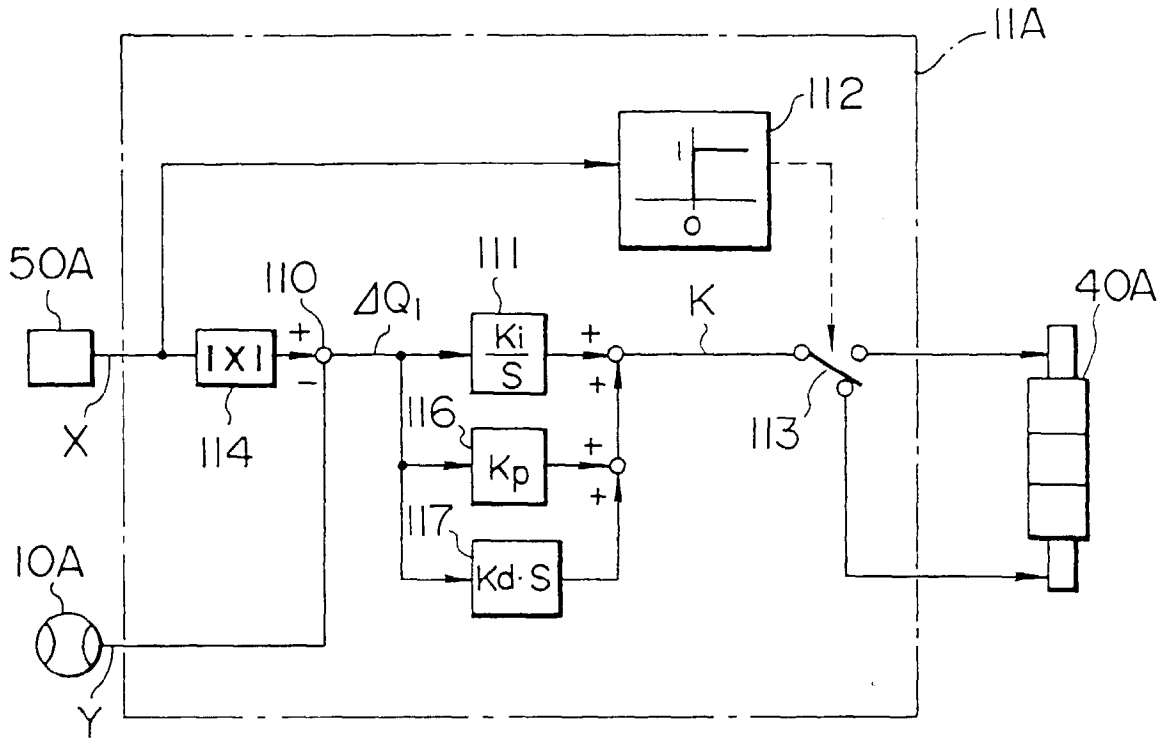 11A
112
1
0
50A
110
ΔQ₁
111
K
40A
+
-
|X|
Ki
S
+
+
X
114
116
Kp
+
+
113
117
Kd·S
10A
Y